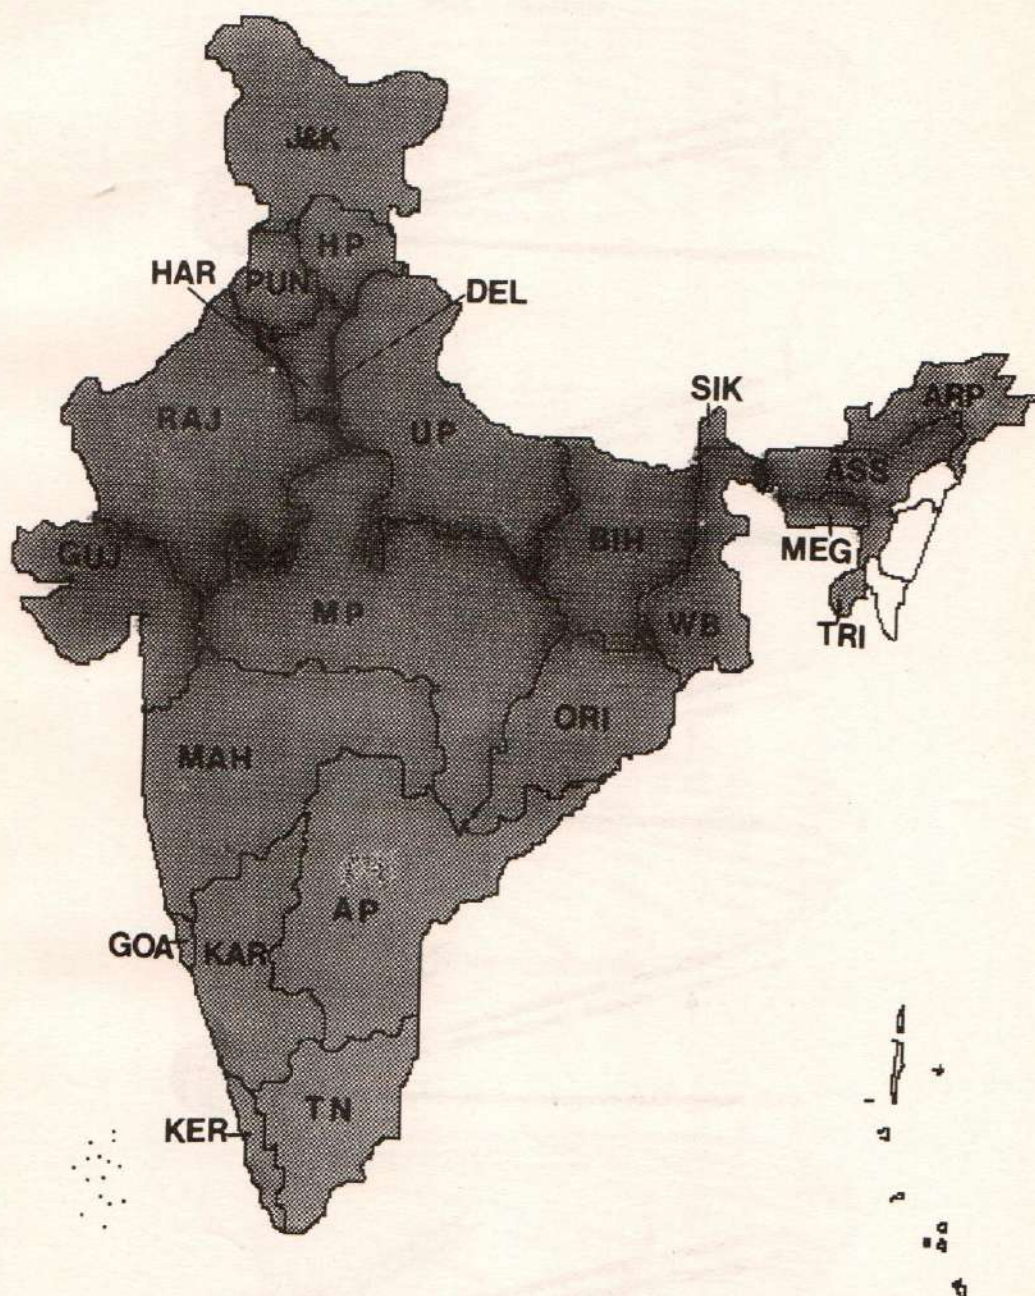 J&K
HP
HAR
PUN
DEL
SIK
ARP
RAJ
UP
ASS
GUJ
BIH
MEG
MP
WB
TRI
ORI
MAH
AP
GOA
KAR
TN
KER